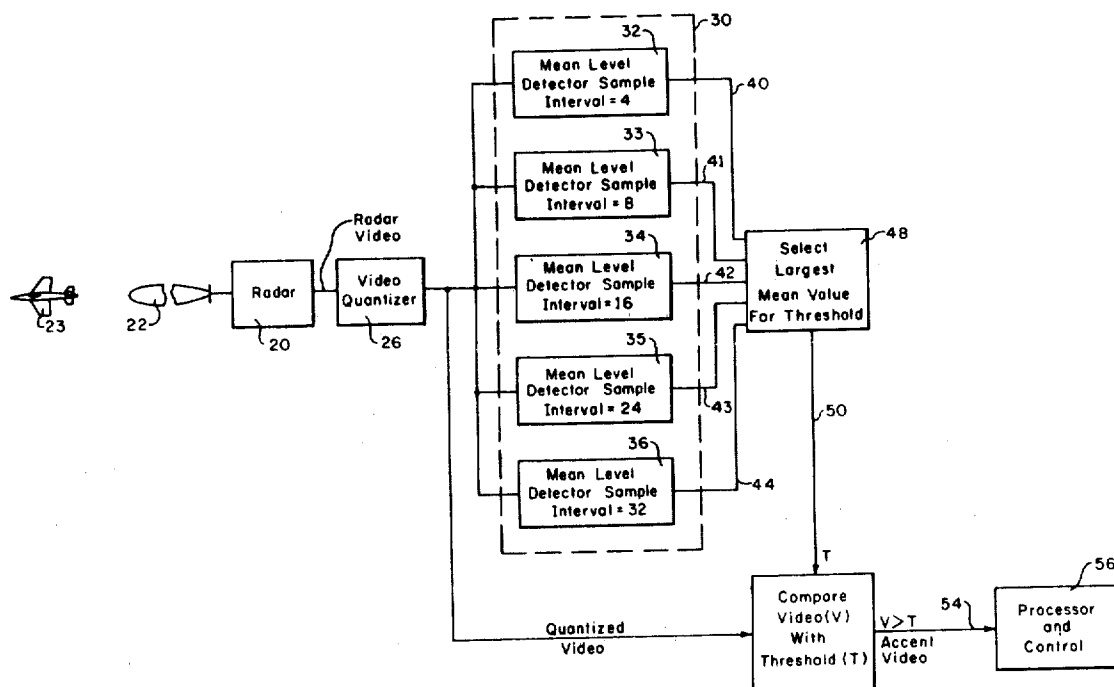 30
32
Mean Level
Detector Sample
Interval = 4
40
33
Mean Level
Detector Sample
Interval = 8
41
Radar
Video
34
Mean Level
Detector Sample
Interval = 16
42
48
Select
Largest
Mean Value
For Threshold
23
22
Radar
20
Video
Quantizer
26
35
Mean Level
Detector Sample
Interval = 24
43
50
36
Mean Level
Detector Sample
Interval = 32
44
T
Quantized
Video
Compare
Video(V)
With
Threshold (T)
V>T
Accent
Video
54
56
Processor
and
Control